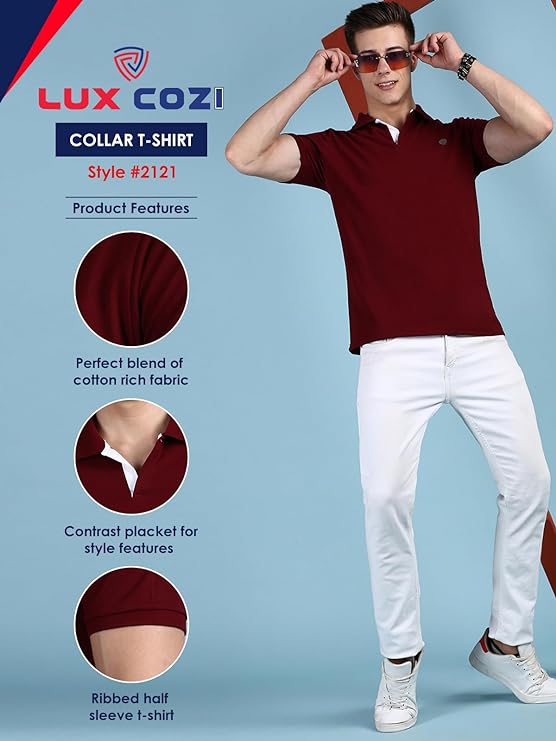 LUX COZI
COLLAR T-SHIRT
Style #2121
Product Features
Perfect blend of
cotton rich fabric
Contrast placket for
style features
Ribbed half
sleeve t-shirt